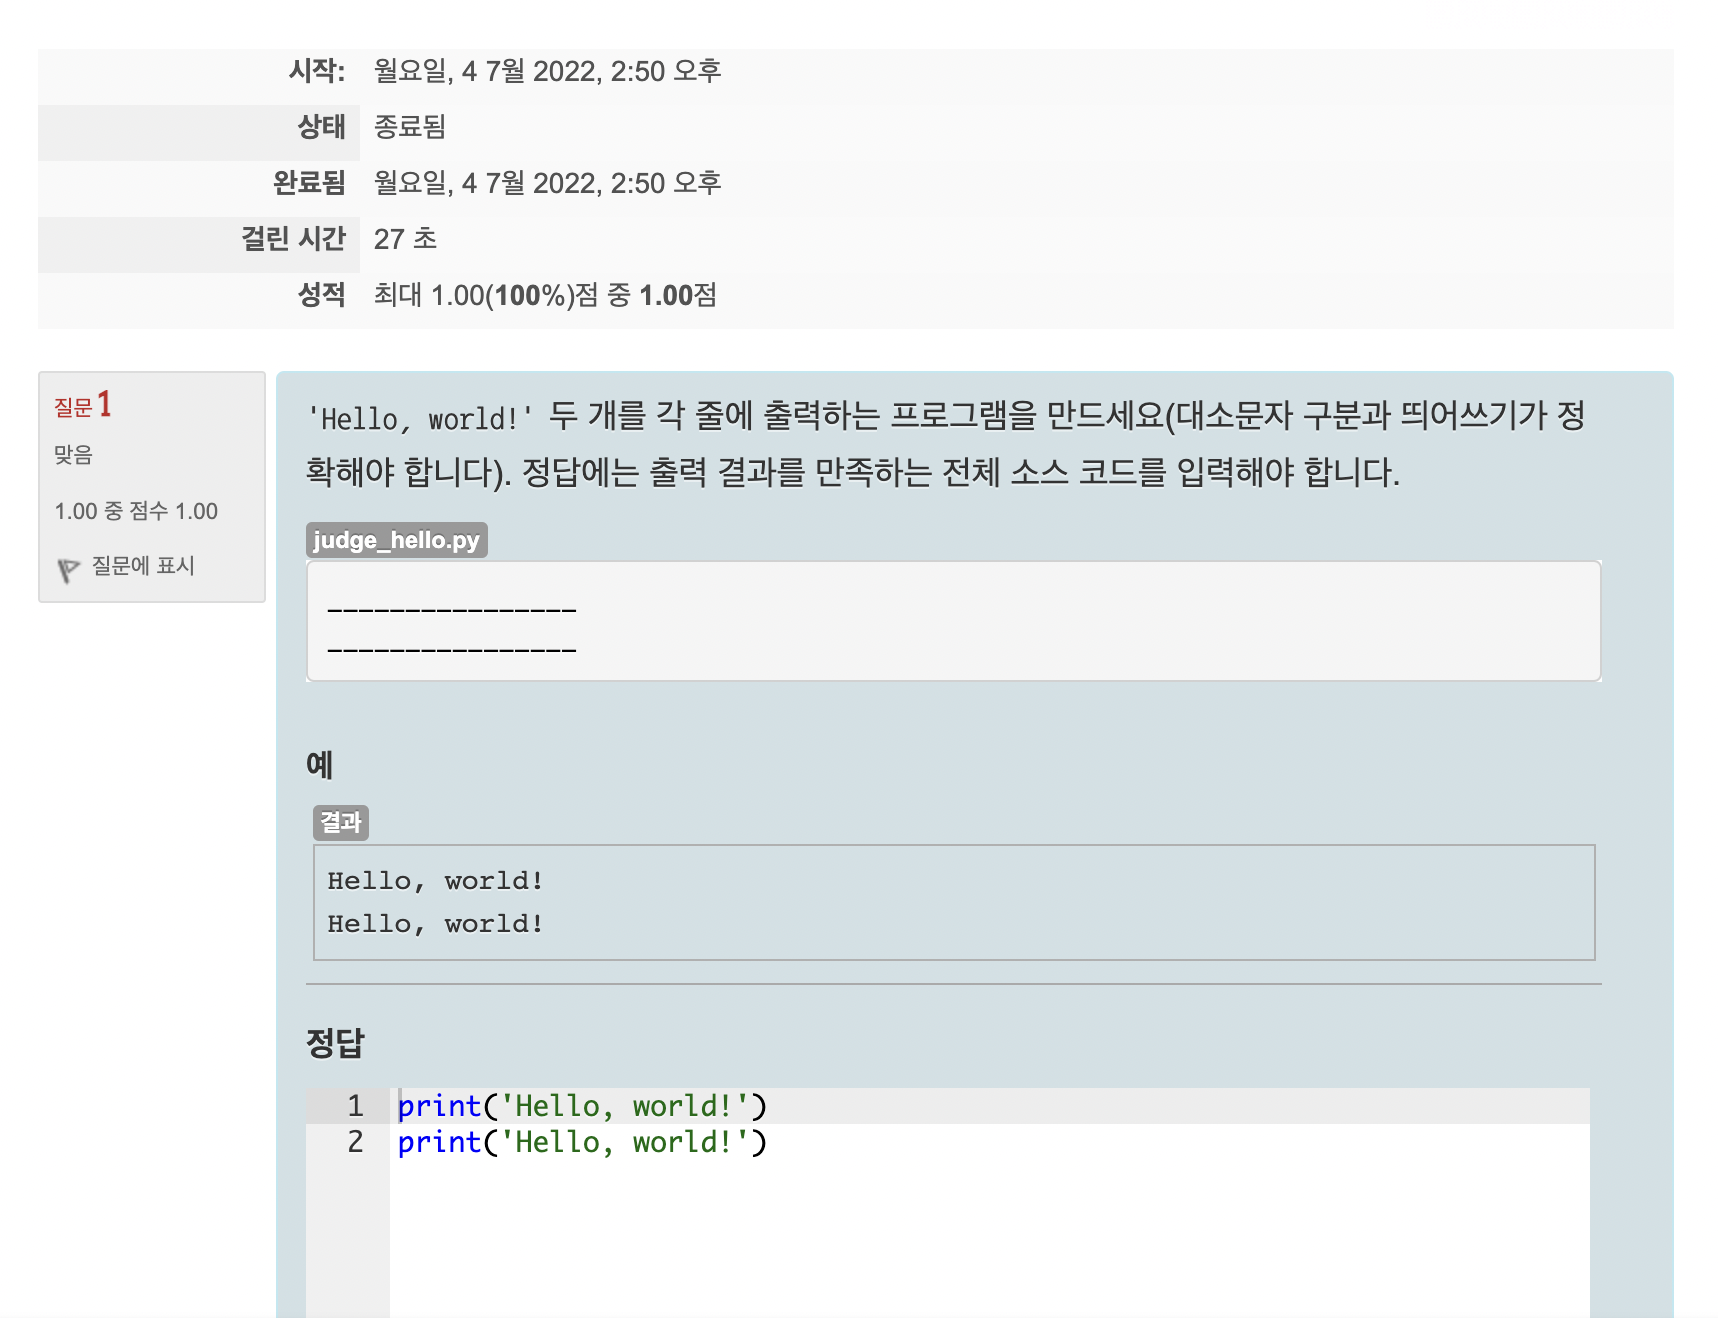 시작: 월요일, 4 7월 2022, 2:50 오후
상태 종료됨
완료됨 월요일, 4 7월 2022, 2:50 오후
걸린 시간 27 초
성적 최대 1.00(100%)점 중 1.00점
질문 1
맞음
1.00 중 점수 1.00
질문에 표시
'Hello, world!' 두 개를 각 줄에 출력하는 프로그램을 만드세요(대소문자 구분과 띄어쓰기가 정
확해야 합니다). 정답에는 출력 결과를 만족하는 전체 소스 코드를 입력해야 합니다.
judge_hello.py
________________
________________
예
결과
Hello, world!
Hello, world!
정답
1 print('Hello, world!')
2 print('Hello, world!')